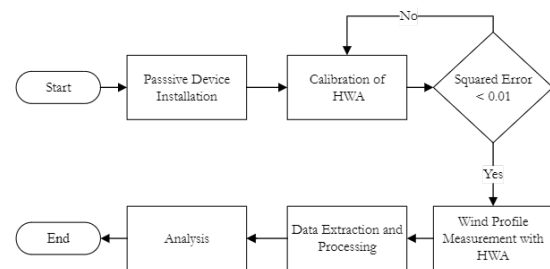 No
Start
Passsive Device
Installation
Calibration of
HWA
Squared Error
< 0.01
Yes
End
Analysis
Data Extraction and
Processing
Wind Profile
Measurement with
HWA